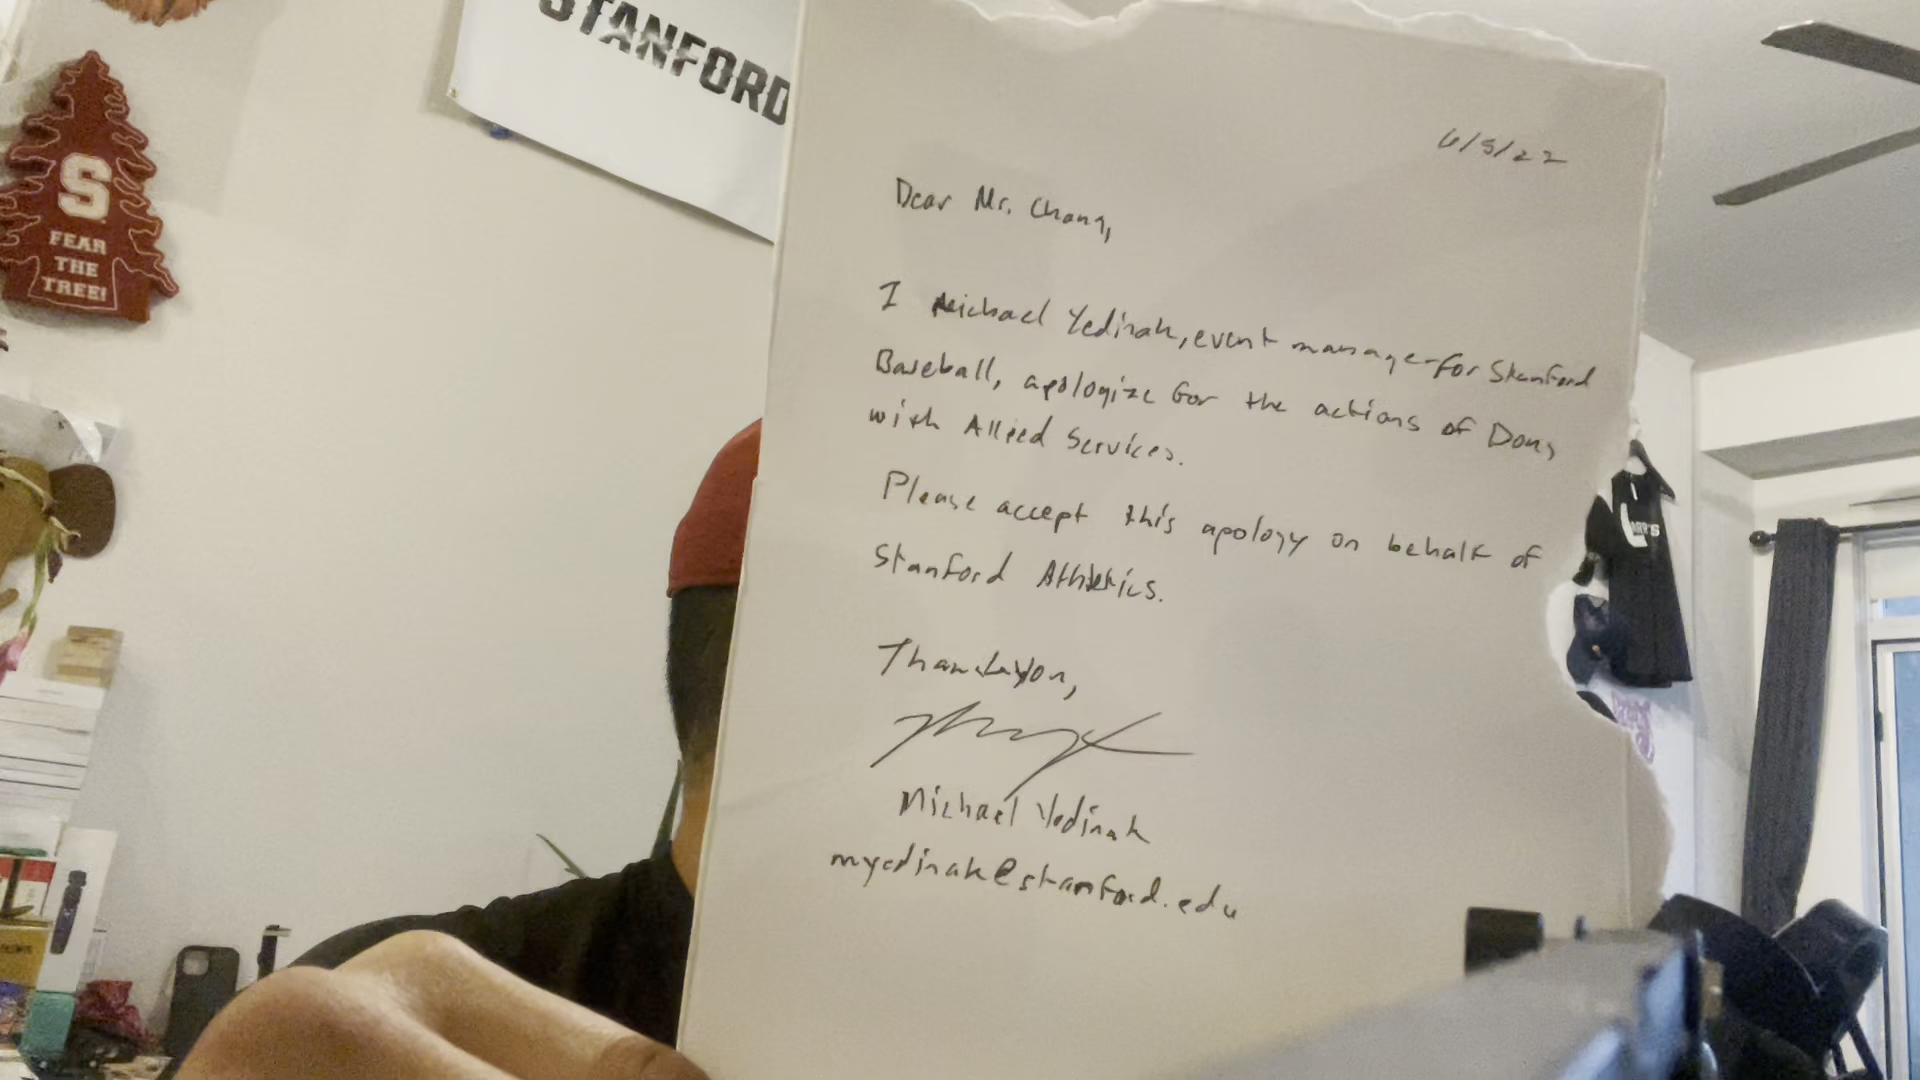 STANFORD
S
FEAR
THE
TREE!
6/5/22
Dear Mr. Chang,
I Michael Yedinak, event manager for Stanford
Baseball, apologize for the actions of Doug
with Allied Services.
Please accept this apology on behalf of
Stanford Athletics.
Thank you,
Michael Yedinak
myedinak@stanford.edu